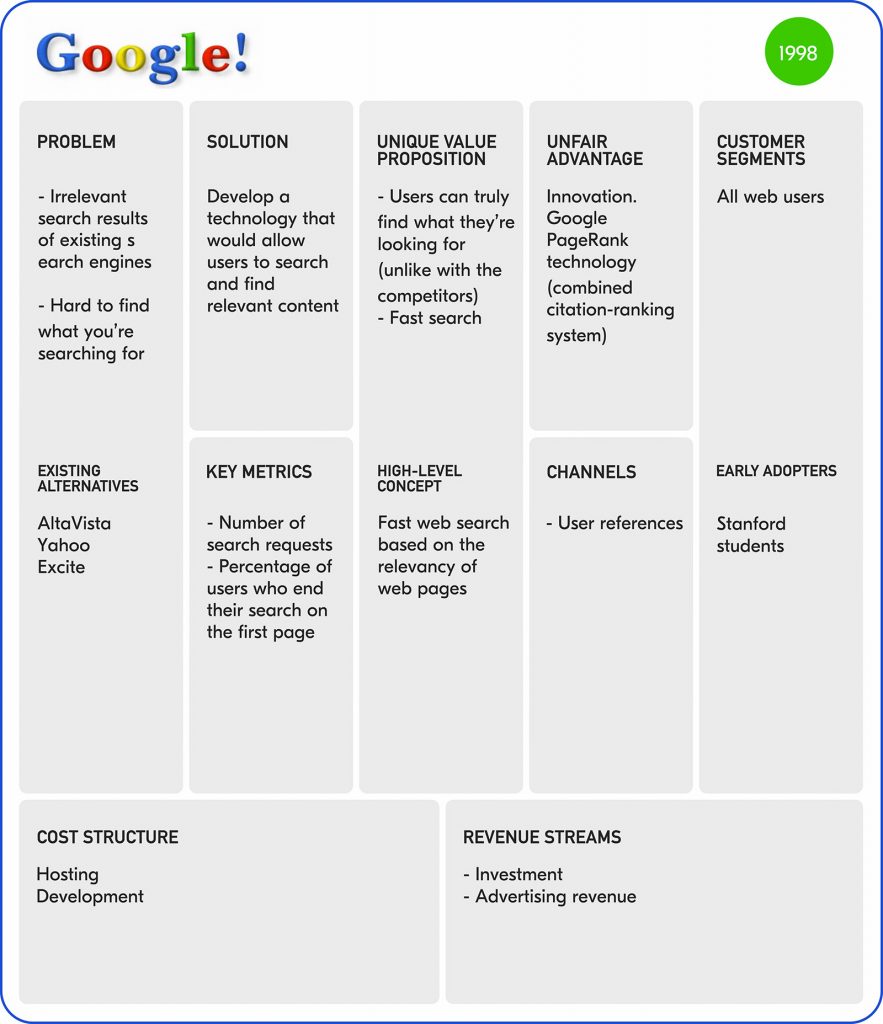 Google!
1998
PROBLEM
- Irrelevant
search results
of existing s
earch engines
- Hard to find
what you're
searching for
EXISTING
ALTERNATIVES
AltaVista
Yahoo
Excite
SOLUTION
Develop a
technology that
would allow
users to search
and find
relevant content
KEY METRICS
- Number of
search requests
- Percentage of
users who end
their search on
the first page
UNIQUE VALUE
PROPOSITION
- Users can truly
find what they're
looking for
(unlike with the
competitors)
- Fast search
HIGH-LEVEL
CONCEPT
Fast web search
based on the
relevancy of
web pages
UNFAIR
ADVANTAGE
Innovation.
Google
PageRank
technology
(combined
citation-ranking
system)
CHANNELS
- User references
CUSTOMER
SEGMENTS
All web users
EARLY ADOPTERS
Stanford
students
COST STRUCTURE
Hosting
Development
REVENUE STREAMS
- Investment
- Advertising revenue